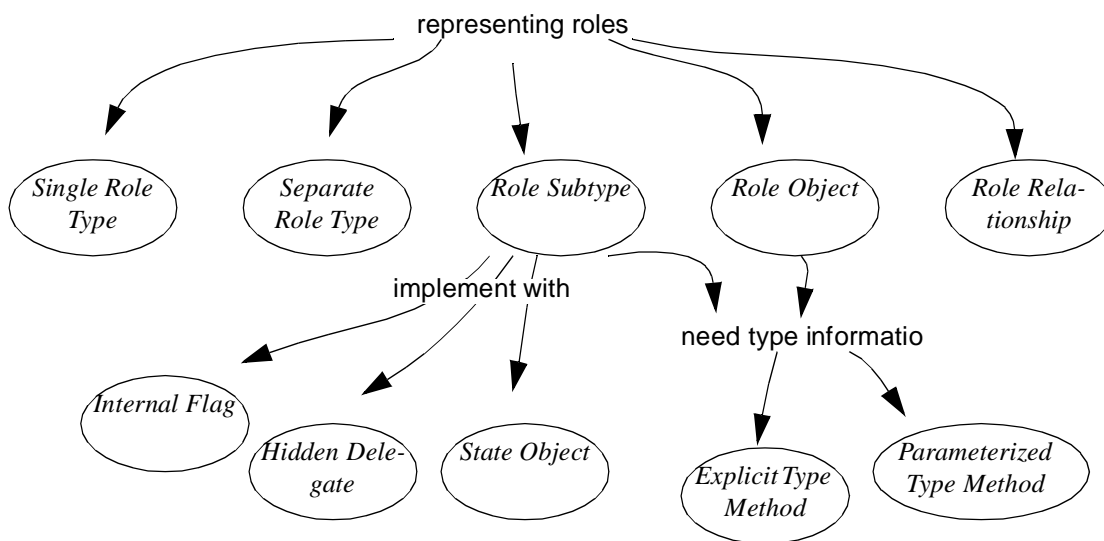 representing roles
Single Role
Type
Separate
Role Type
Role Subtype
Role Object
Role Rela-
tionship
implement with
need type informatio
Internal Flag
Hidden Dele-
gate
State Object
Explicit Type
Method
Parameterized
Type Method